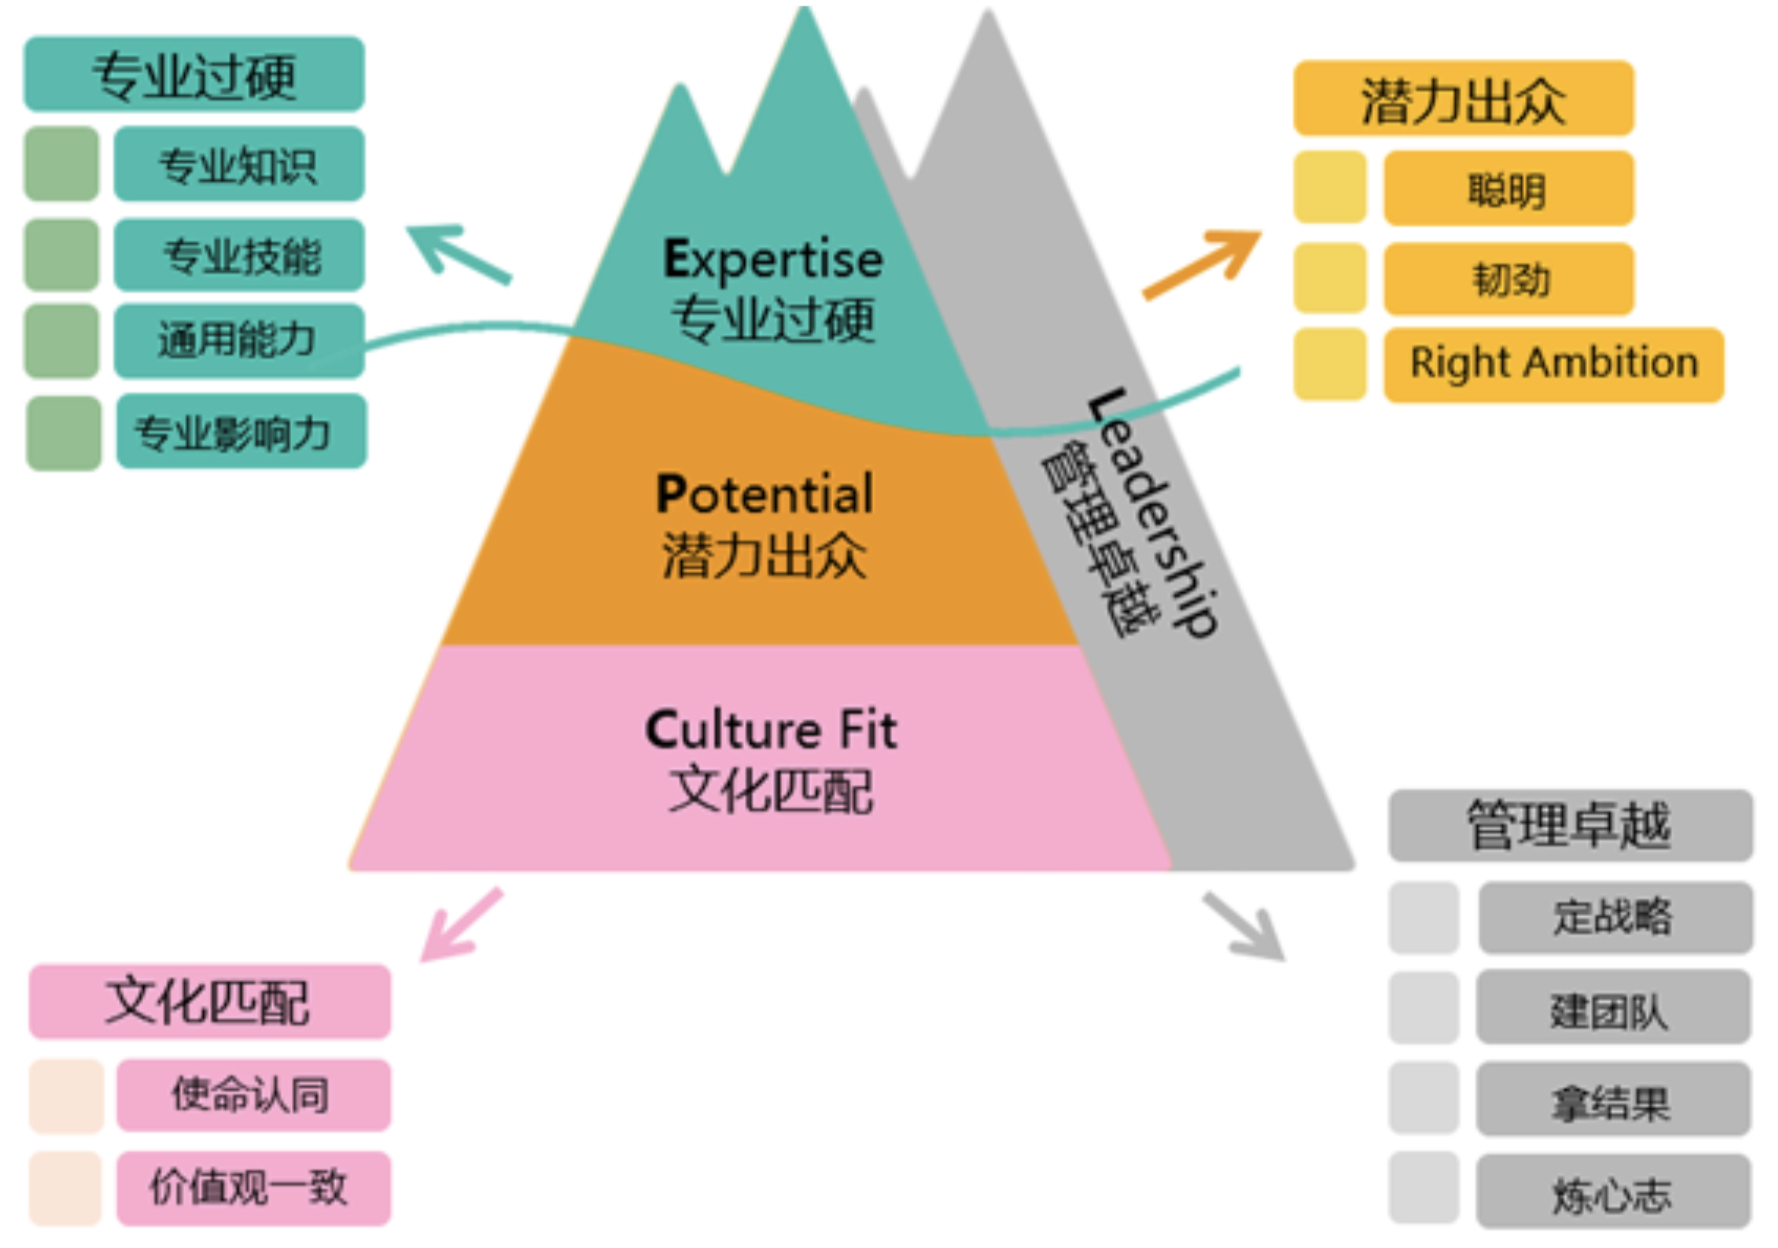 专业过硬
专业知识
专业技能
通用能力
专业影响力
Expertise
专业过硬
Potential
潜力出众
Culture Fit
文化匹配
Leadership
管理卓越
潜力出众
聪明
韧劲
Right Ambition
文化匹配
使命认同
价值观一致
管理卓越
定战略
建团队
拿结果
炼心志